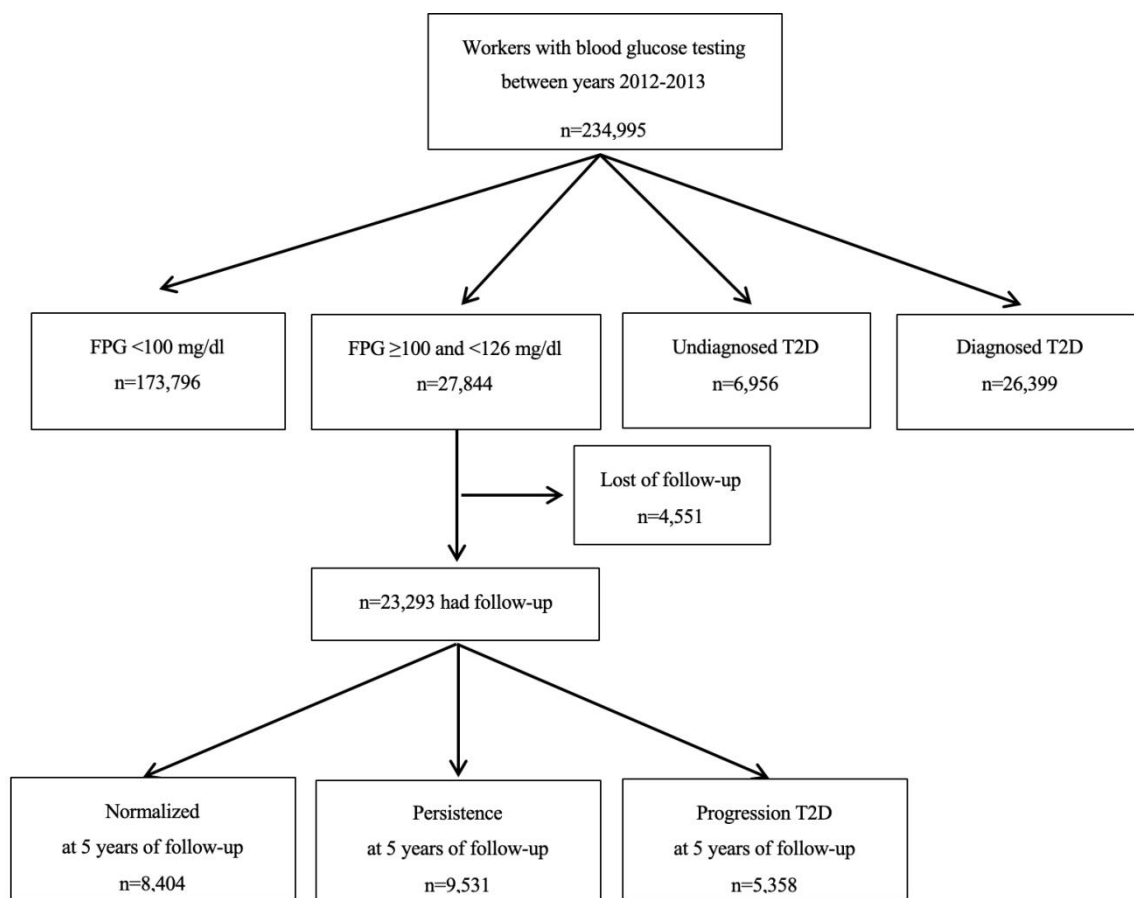 Workers with blood glucose testing
between years 2012-2013
n=234,995
FPG <100 mg/dl
n=173,796
FPG ≥100 and <126 mg/dl
n=27,844
Undiagnosed T2D
n=6,956
Diagnosed T2D
n=26,399
Lost of follow-up
n=4,551
n=23,293 had follow-up
Normalized
at 5 years of follow-up
n=8,404
Persistence
at 5 years of follow-up
n=9,531
Progression T2D
at 5 years of follow-up
n=5,358